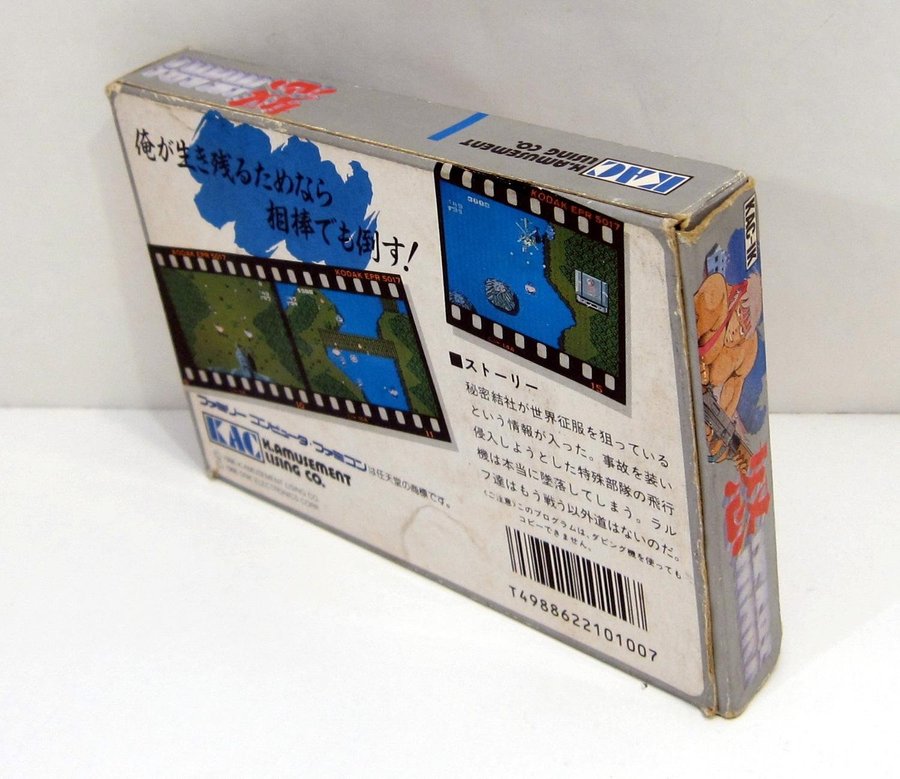 KAC
K.AMUSEMENT
LISING CO.
KAC-IK
俺が生き残るためなら
相棒でも倒す!
KODAK EPR 5017
KODAK EPR 5017
KODAK EPR 5017
15
11
■ストーリー
秘密結社が世界征服を狙っている
という情報が入った。事故を装い
侵入しようとした特殊部隊の飛行
機は本当に墜落してしまう。ラル
フ達はもう戦う以外道はないのだ。
(ご注意)このプログラムは、ダビング機を使っても
コピーできません。
ファミリーコンピュータ・ファミコンは任天堂の商標です。
KAC
K.AMUSEMENT
LISING CO.
T4988622101007